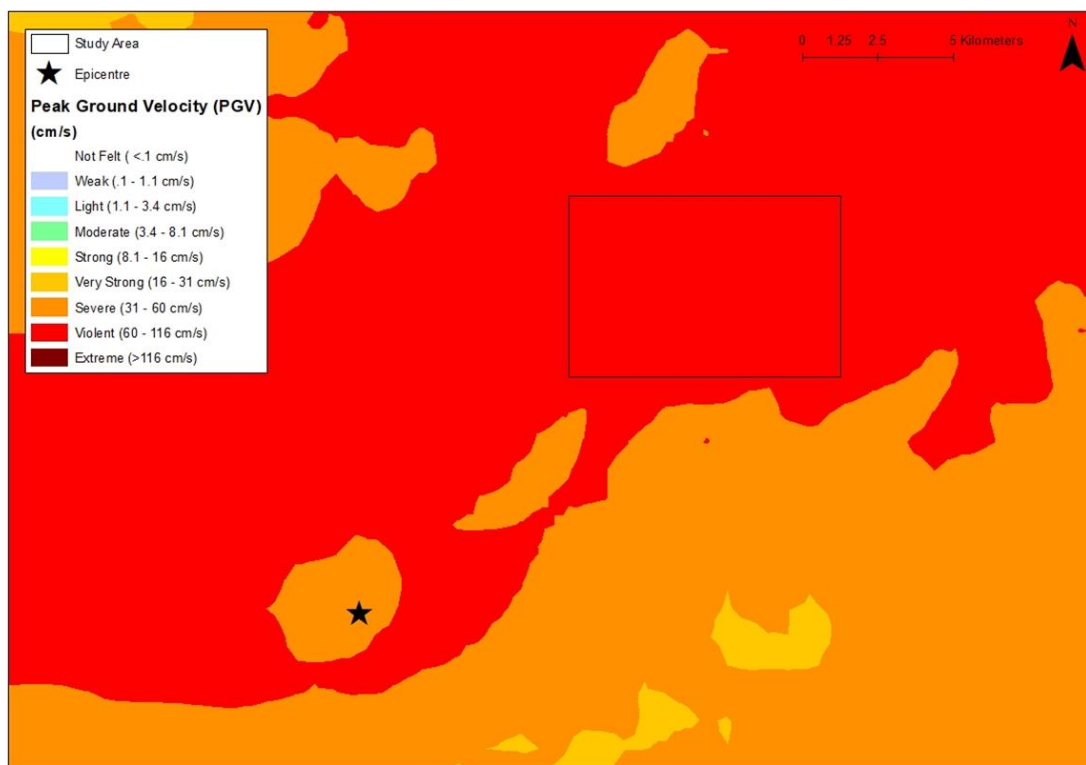 Study Area
Epicentre
Peak Ground Velocity (PGV)
(cm/s)
Not Felt ( <.1 cm/s)
Weak (.1 - 1.1 cm/s)
Light (1.1 - 3.4 cm/s)
Moderate (3.4 - 8.1 cm/s)
Strong (8.1 - 16 cm/s)
Very Strong (16 - 31 cm/s)
Severe (31 - 60 cm/s)
Violent (60 - 116 cm/s)
Extreme (>116 cm/s)
0 1.25 2.5 5 Kilometers
N